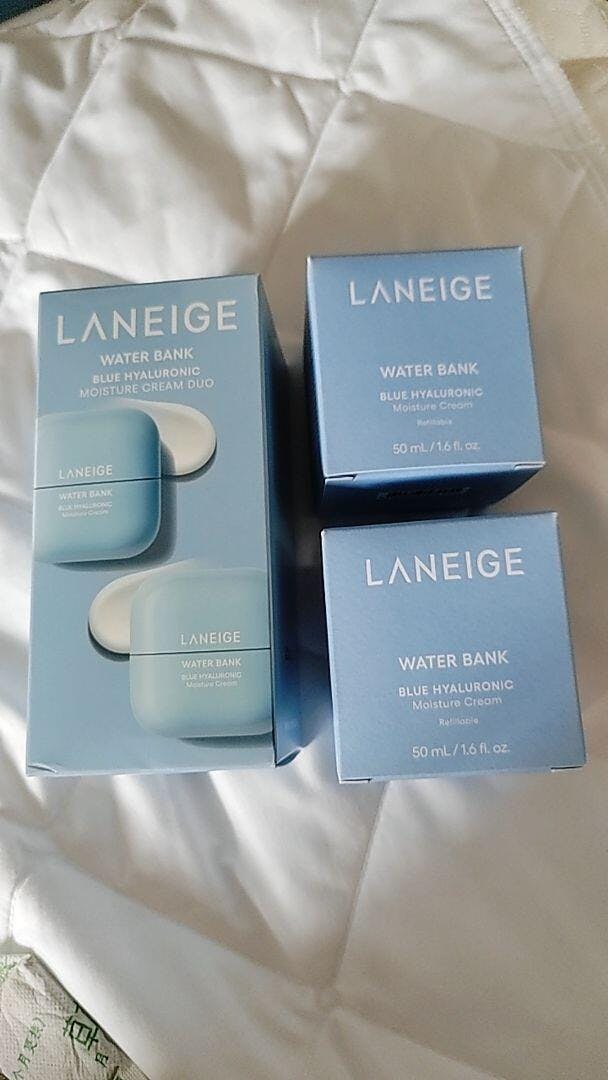 LANEIGE
WATER BANK
BLUE HYALURONIC
MOISTURE CREAM DUO
LANEIGE
WATER BANK
BLUE HYALURONIC
Moisture Cream
LANEIGE
WATER BANK
BLUE HYALURONIC
Moisture Cream
LANEIGE
WATER BANK
BLUE HYALURONIC
Moisture Cream
Refillable
50 mL / 1.6 fl. oz.
LANEIGE
WATER BANK
BLUE HYALURONIC
Moisture Cream
Refillable
50 mL / 1.6 fl. oz.